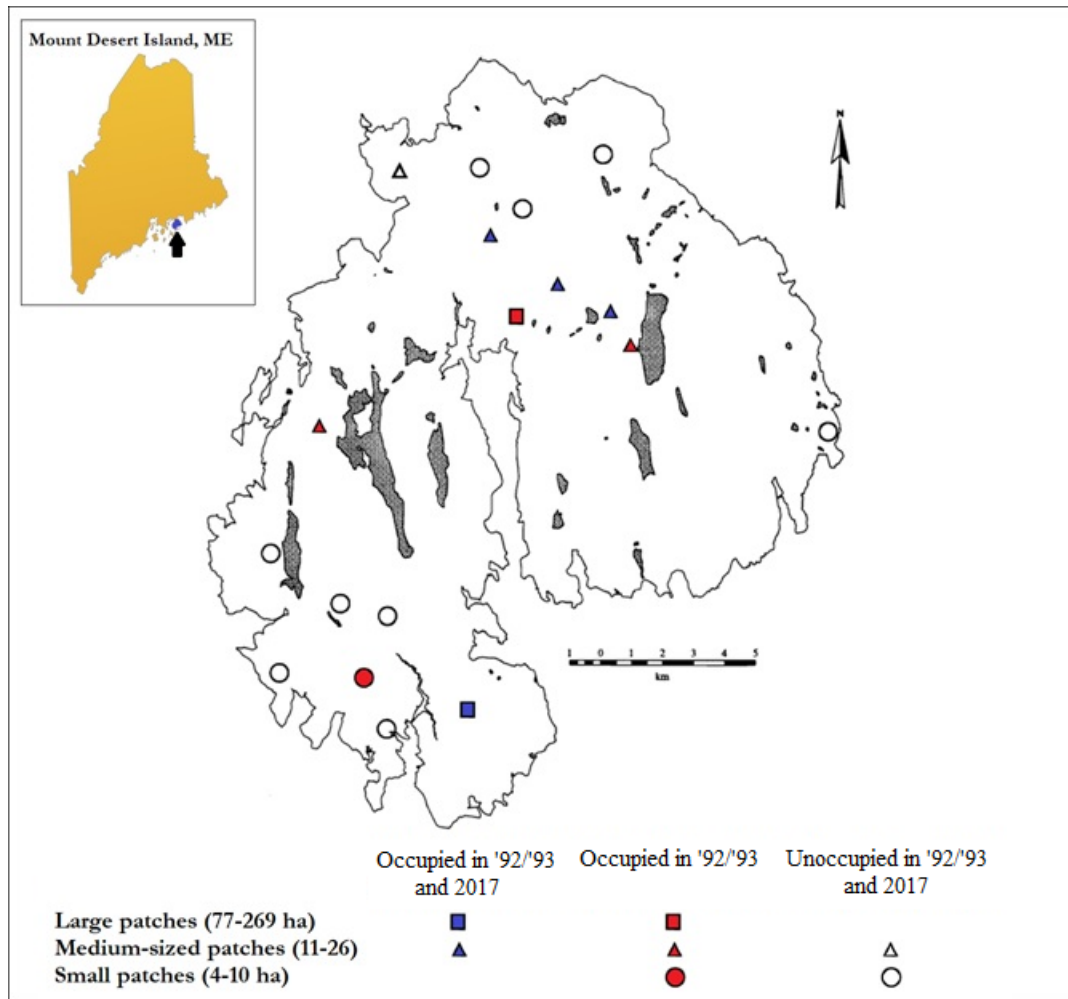 Mount Desert Island, ME
N
1 0 1 2 3 4 5
km
Occupied in '92/'93 and 2017
Occupied in '92/'93
Unoccupied in '92/'93 and 2017
Large patches (77-269 ha)
Medium-sized patches (11-26)
Small patches (4-10 ha)